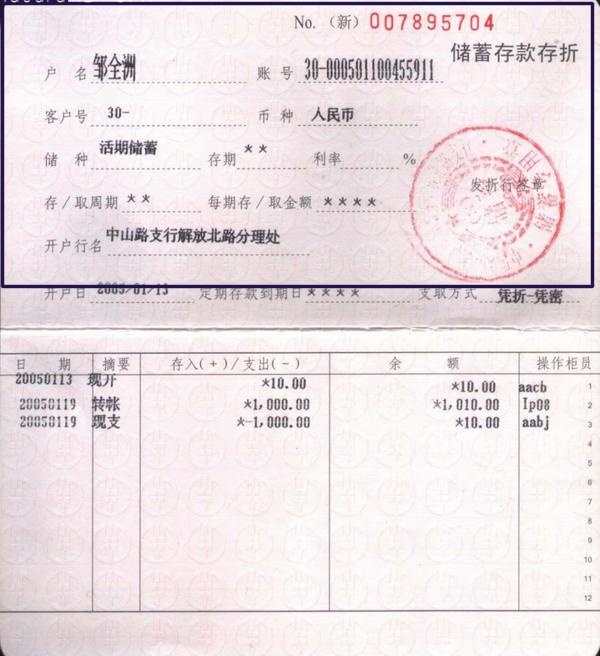 No. (新) 007895704
储蓄存款存折
户 名 邹全洲 账 号 30-000501100455911
客户号 30- 币 种 人民币
储 种 活期储蓄 存期 ** 利率 %
存/取周期 ** 每期存/取金额 ****
发折行签章
开户行名 中山路支行解放北路分理处
开户日 2005/01/13 定期存款到期日 **** 支取方式 凭折-凭密
日 期 摘要 存入(+)/支出(-) 余 额 操作柜员
20050113 现开 *10.00 *10.00 aacb 1
20050119 转帐 *1,000.00 *1,010.00 Ip08 2
20050119 现支 *-1,000.00 *10.00 aabj 3
4
5
6
7
8
9
10
11
12